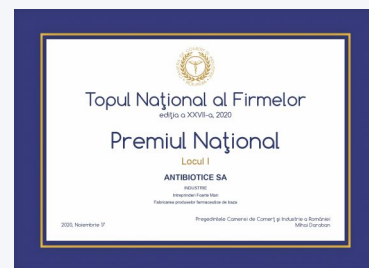 Topul Naţional al Firmelor
ediţia a XXVII-a, 2020
Premiul Naţional
Locul I
ANTIBIOTICE SA
INDUSTRIE
Intreprinderi Foarte Mari
Fabricarea produselor farmaceutice de baza
Preşedintele Camerei de Comerţ şi Industrie a României
2020, Noiembrie
Mihai Daraban